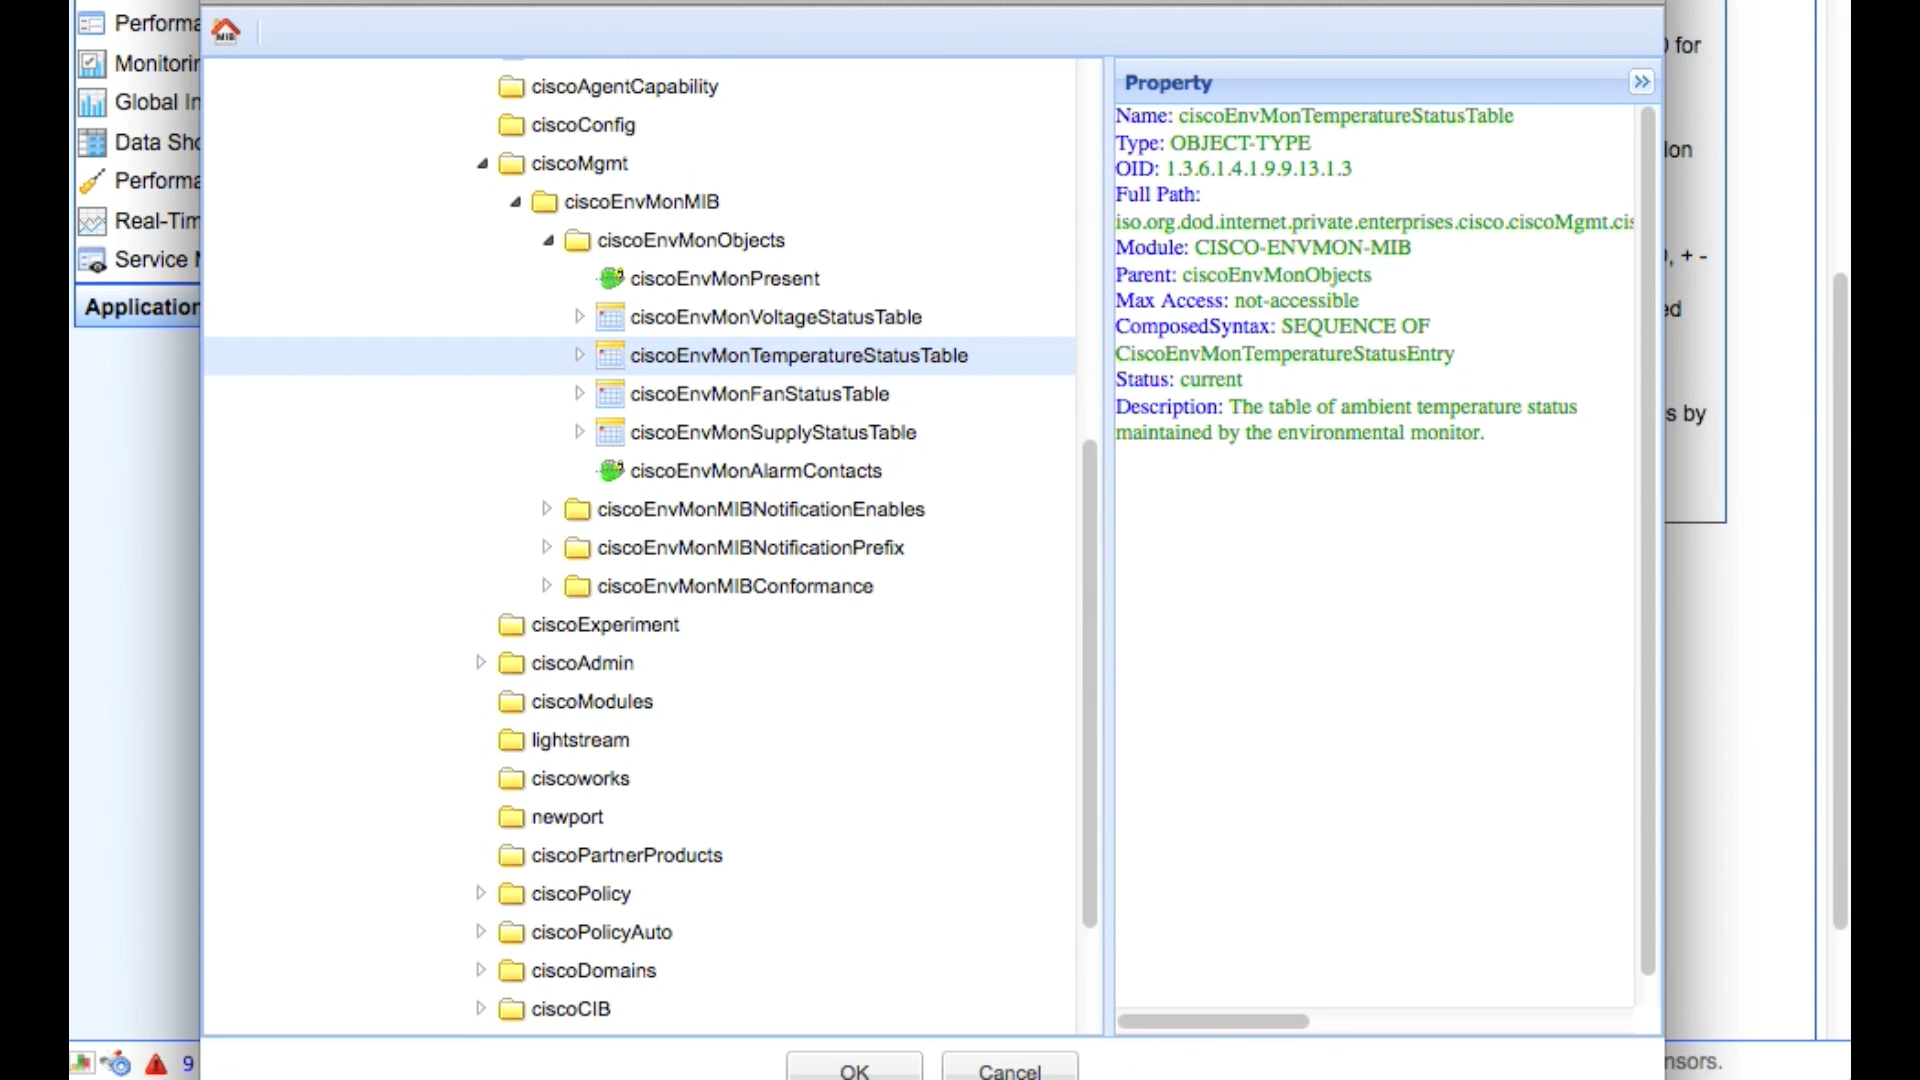 Performa
Monitorin
Global In
Data Sho
Performa
Real-Tim
Service M
Application
9
MIB
ciscoAgentCapability
ciscoConfig
ciscoMgmt
ciscoEnvMonMIB
ciscoEnvMonObjects
ciscoEnvMonPresent
ciscoEnvMonVoltageStatusTable
ciscoEnvMonTemperatureStatusTable
ciscoEnvMonFanStatusTable
ciscoEnvMonSupplyStatusTable
ciscoEnvMonAlarmContacts
ciscoEnvMonMIBNotificationEnables
ciscoEnvMonMIBNotificationPrefix
ciscoEnvMonMIBConformance
ciscoExperiment
ciscoAdmin
ciscoModules
lightstream
ciscoworks
newport
ciscoPartnerProducts
ciscoPolicy
ciscoPolicyAuto
ciscoDomains
ciscoCIB
Property
Name: ciscoEnvMonTemperatureStatusTable
Type: OBJECT-TYPE
OID: 1.3.6.1.4.1.9.9.13.1.3
Full Path:
iso.org.dod.internet.private.enterprises.cisco.ciscoMgmt.cis
Module: CISCO-ENVMON-MIB
Parent: ciscoEnvMonObjects
Max Access: not-accessible
ComposedSyntax: SEQUENCE OF
CiscoEnvMonTemperatureStatusEntry
Status: current
Description: The table of ambient temperature status
maintained by the environmental monitor.
OK
Cancel
for
, + -
ed
s by
nsors.